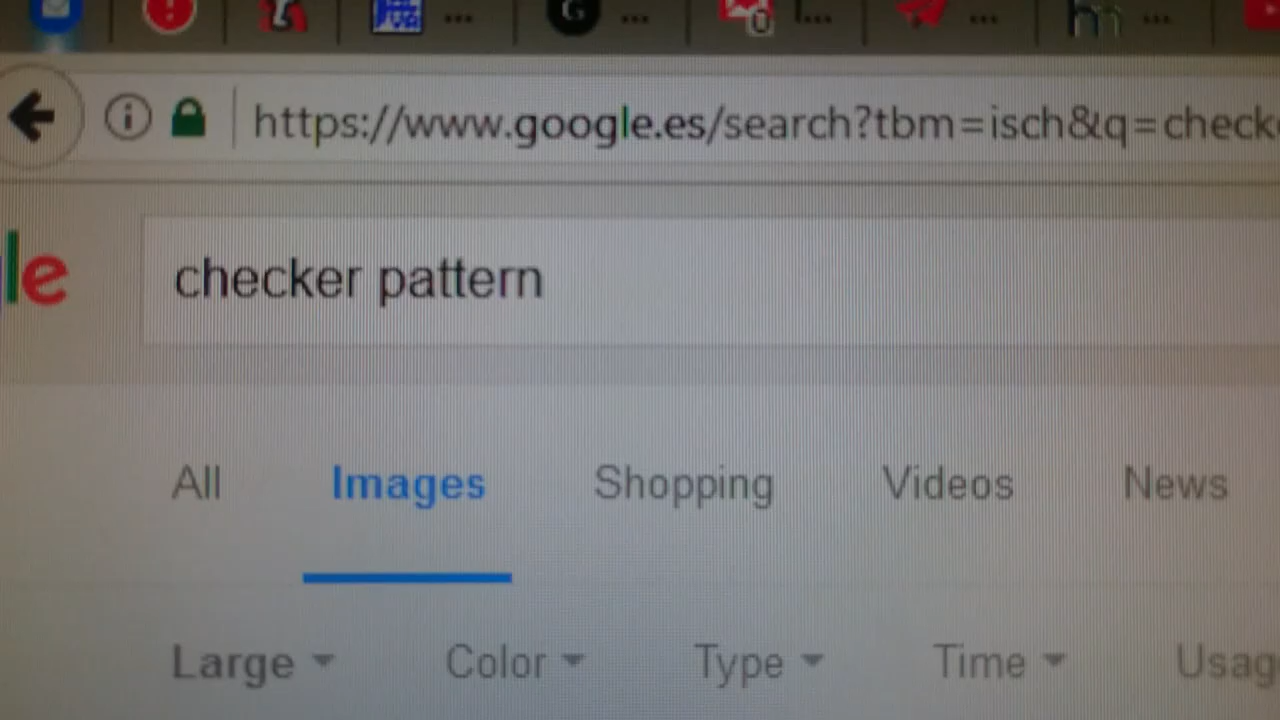 https://www.google.es/search?tbm=isch&q=check
le
checker pattern
All Images Shopping Videos News
Large Color Type Time Usag